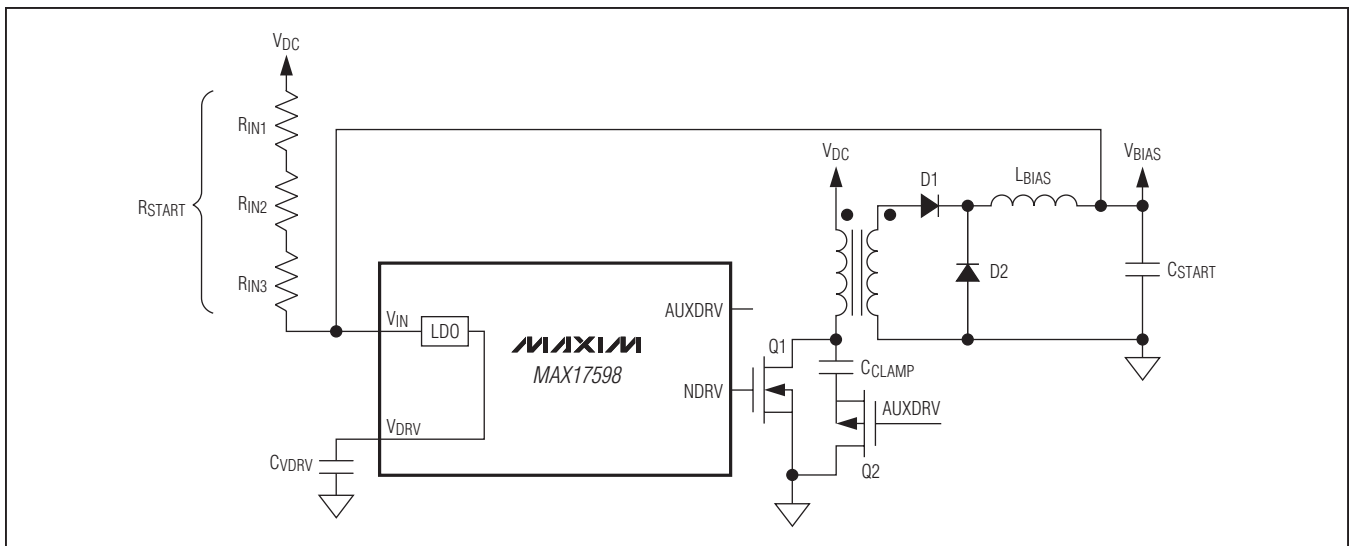 VDC
RIN1
RSTART
RIN2
RIN3
VIN
LDO
MAXIM
MAX17598
AUXDRV
NDRV
VDRV
CVDRV
VDC
D1
LBIAS
VBIAS
D2
CSTART
Q1
CCLAMP
AUXDRV
Q2